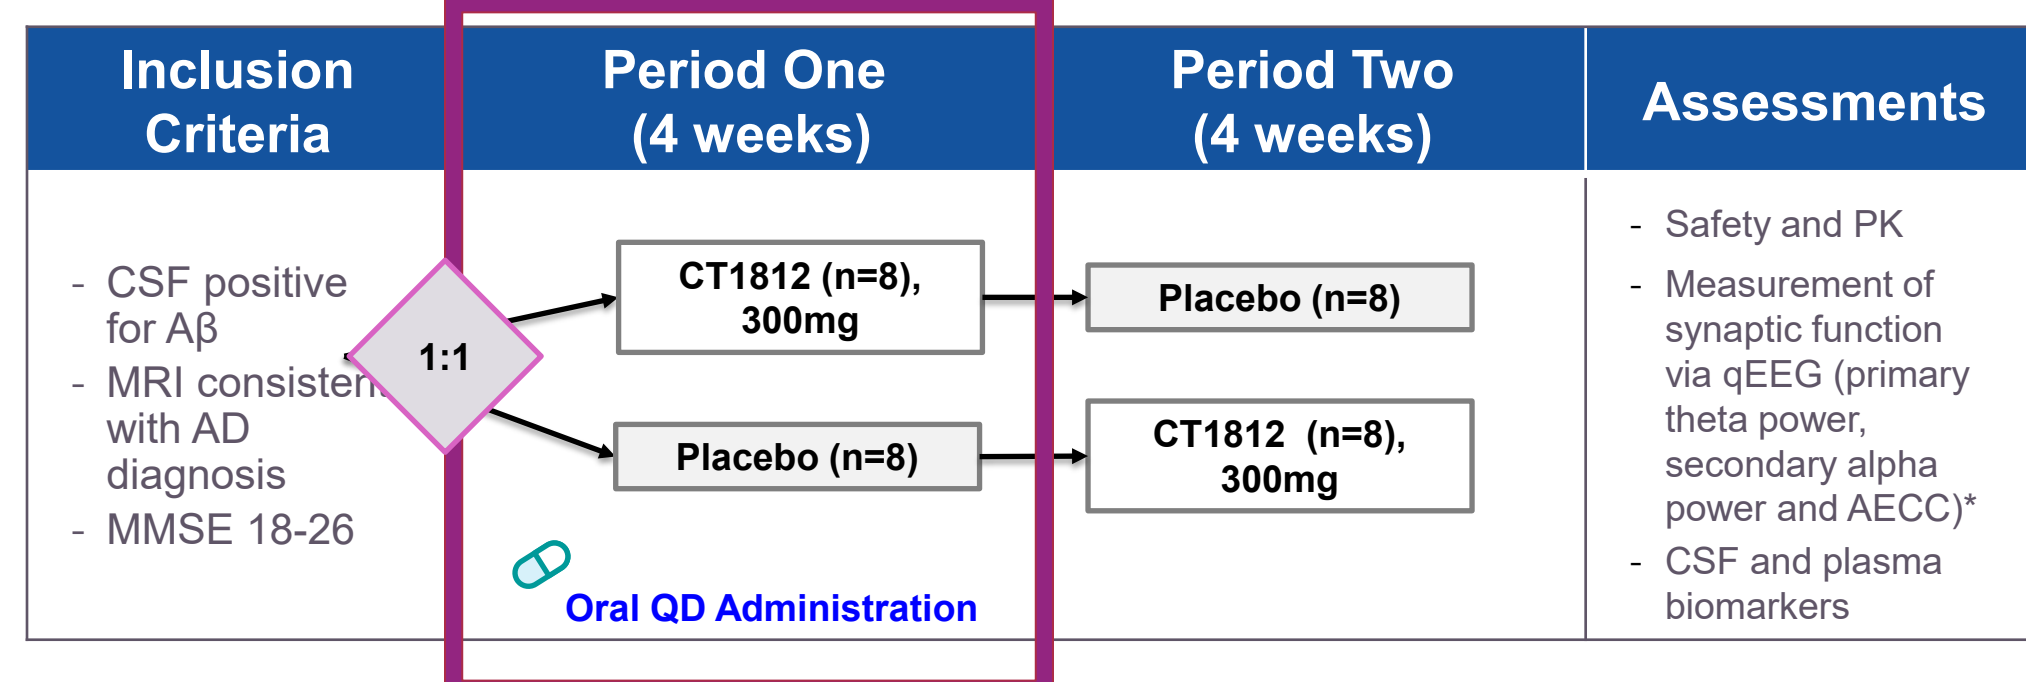 Inclusion
Criteria
Period One
(4 weeks)
Period Two
(4 weeks)
Assessments
- CSF positive
for Aβ
- MRI consistent
with AD
diagnosis
- MMSE 18-26
1:1
CT1812 (n=8),
300mg
Placebo (n=8)
Oral QD Administration
Placebo (n=8)
CT1812 (n=8),
300mg
- Safety and PK
- Measurement of
synaptic function
via qEEG (primary
theta power,
secondary alpha
power and AECC)*
- CSF and plasma
biomarkers